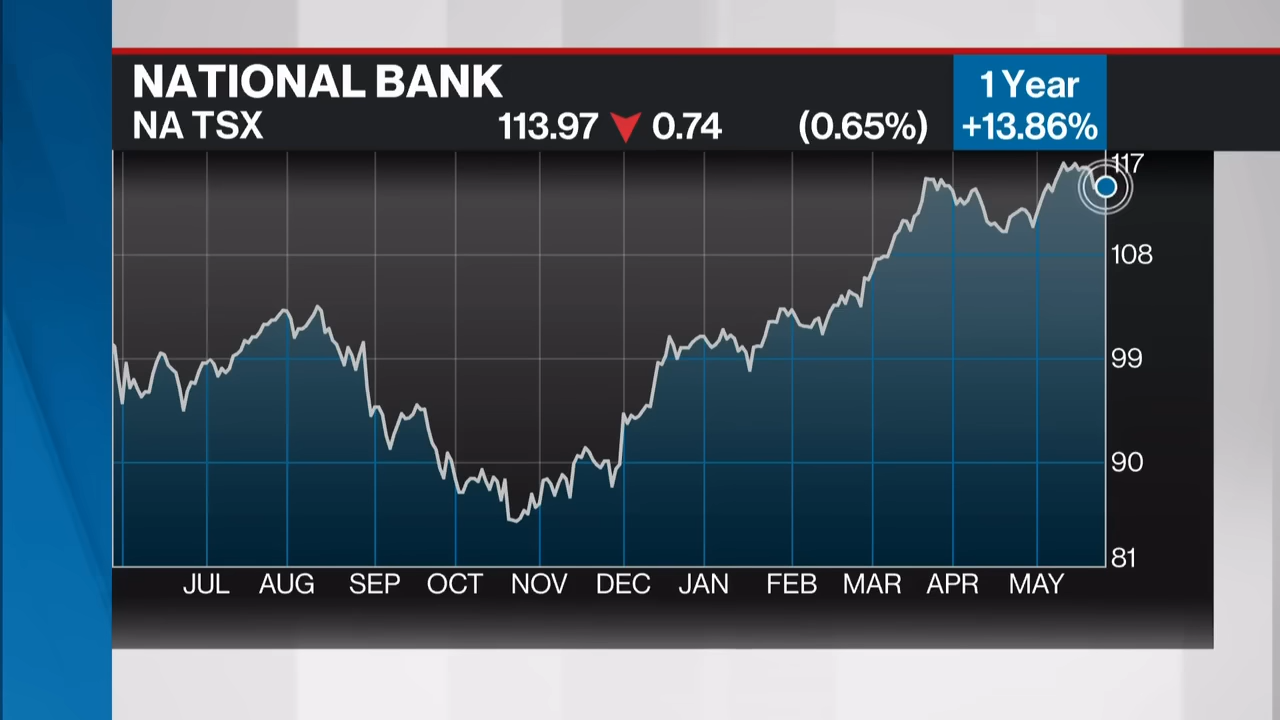 NATIONAL BANK
NA TSX 113.97 ▼ 0.74 (0.65%)
1 Year
+13.86%
117
108
99
90
81
JUL AUG SEP OCT NOV DEC JAN FEB MAR APR MAY